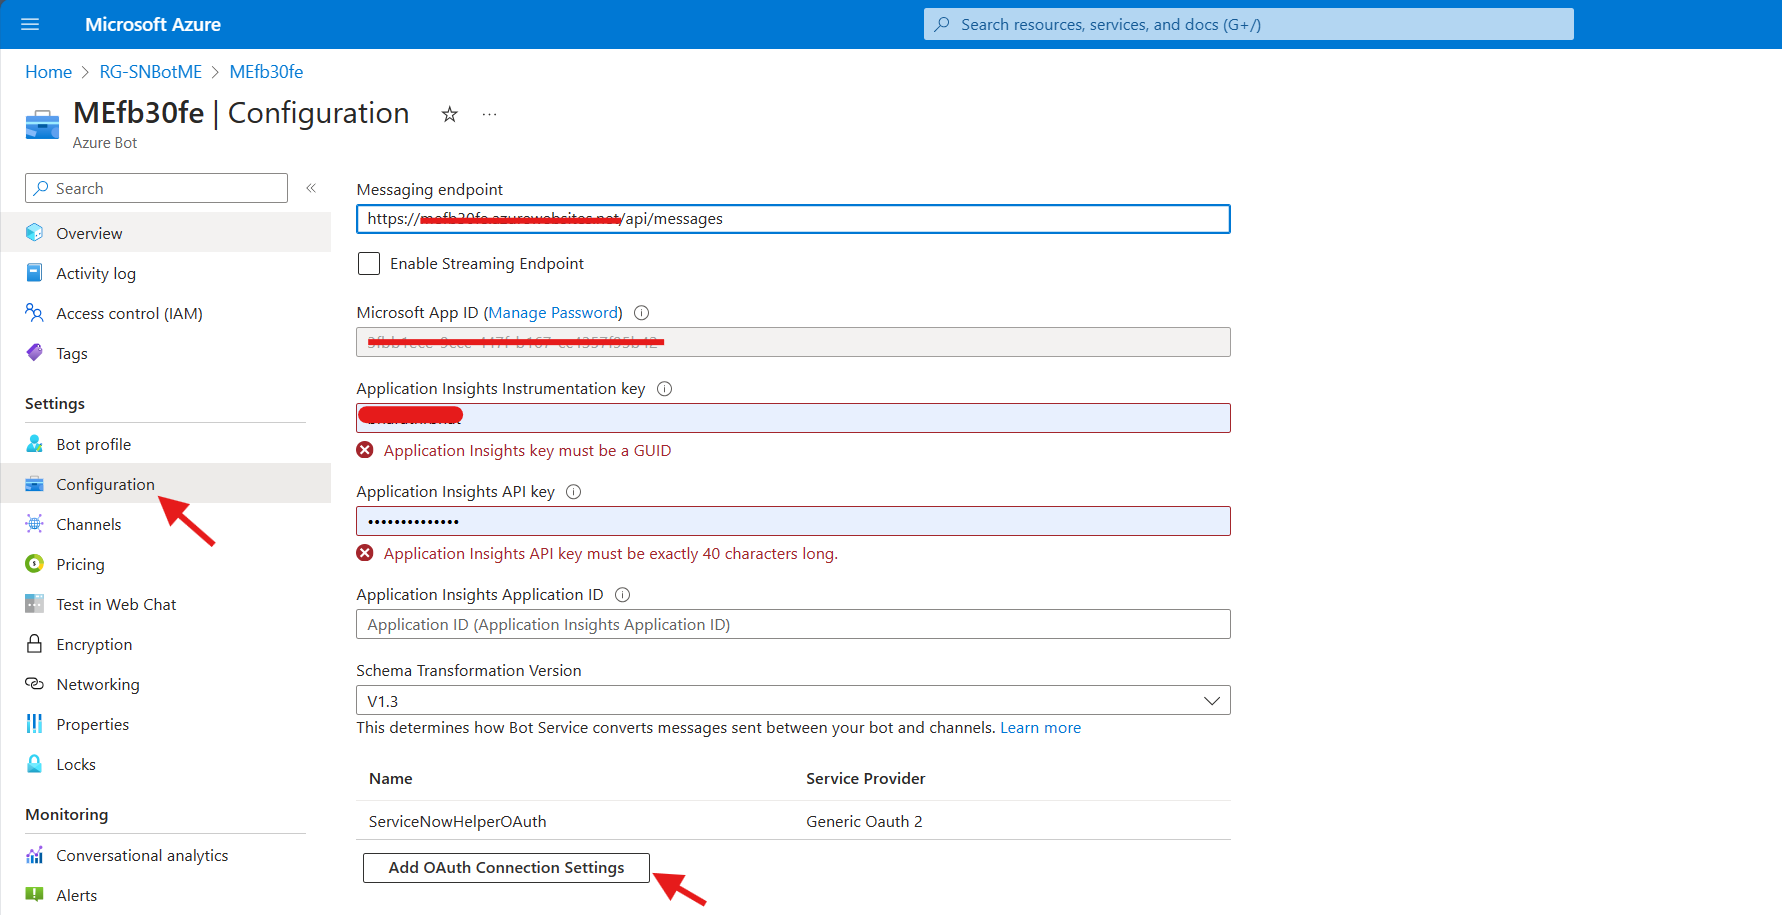 Microsoft Azure
Search resources, services, and docs (G+/)
Home > RG-SNBotME > MEfb30fe
MEfb30fe | Configuration
Azure Bot
Search
Overview
Activity log
Access control (IAM)
Tags
Settings
Bot profile
Configuration
Channels
Pricing
Test in Web Chat
Encryption
Networking
Properties
Locks
Monitoring
Conversational analytics
Alerts
Messaging endpoint
https:///api/messages
Enable Streaming Endpoint
Microsoft App ID (Manage Password)
Application Insights Instrumentation key
Application Insights key must be a GUID
Application Insights API key
••••••••••••••
Application Insights API key must be exactly 40 characters long.
Application Insights Application ID
Application ID (Application Insights Application ID)
Schema Transformation Version
V1.3
This determines how Bot Service converts messages sent between your bot and channels. Learn more
Name Service Provider
ServiceNowHelperOAuth Generic Oauth 2
Add OAuth Connection Settings